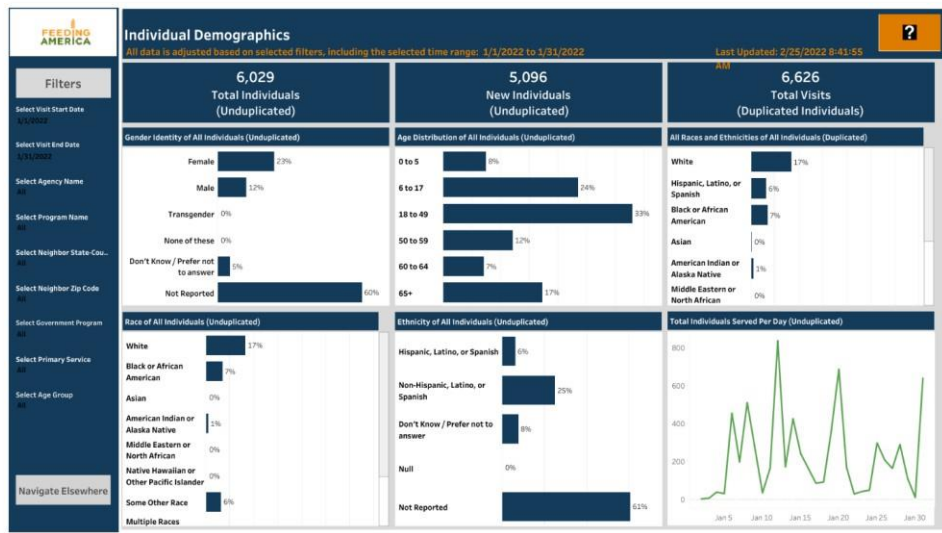 FEEDING
AMERICA
Individual Demographics
All data is adjusted based on selected filters, including the selected time range: 1/1/2022 to 1/31/2022
Last Updated: 2/25/2022 8:41:55
AM
?
Filters
Select Visit Start Date
1/1/2022
Select Visit End Date
1/31/2022
Select Agency Name
All
Select Program Name
All
Select Neighbor State-Cou..
All
Select Neighbor Zip Code
All
Select Government Program
All
Select Primary Service
All
Select Age Group
All
Navigate Elsewhere
6,029
Total Individuals
(Unduplicated)
5,096
New Individuals
(Unduplicated)
6,626
Total Visits
(Duplicated Individuals)
Gender Identity of All Individuals (Unduplicated)
Female 23%
Male 12%
Transgender 0%
None of these 0%
Don't Know / Prefer not
to answer 5%
Not Reported 60%
Age Distribution of All Individuals (Unduplicated)
0 to 5 8%
6 to 17 24%
18 to 49 33%
50 to 59 12%
60 to 64 7%
65+ 17%
All Races and Ethnicities of All Individuals (Duplicated)
White 17%
Hispanic, Latino, or
Spanish 6%
Black or African
American 7%
Asian 0%
American Indian or
Alaska Native 1%
Middle Eastern or
North African 0%
Race of All Individuals (Unduplicated)
White 17%
Black or African
American 7%
Asian 0%
American Indian or
Alaska Native 1%
Middle Eastern or
North African 0%
Native Hawaiian or
Other Pacific Islander 0%
Some Other Race 6%
Multiple Races
Ethnicity of All Individuals (Unduplicated)
Hispanic, Latino, or Spanish 6%
Non-Hispanic, Latino, or
Spanish 25%
Don't Know / Prefer not to
answer 8%
Null 0%
Not Reported 61%
Total Individuals Served Per Day (Unduplicated)
800
600
400
200
0
Jan 5 Jan 10 Jan 15 Jan 20 Jan 25 Jan 30